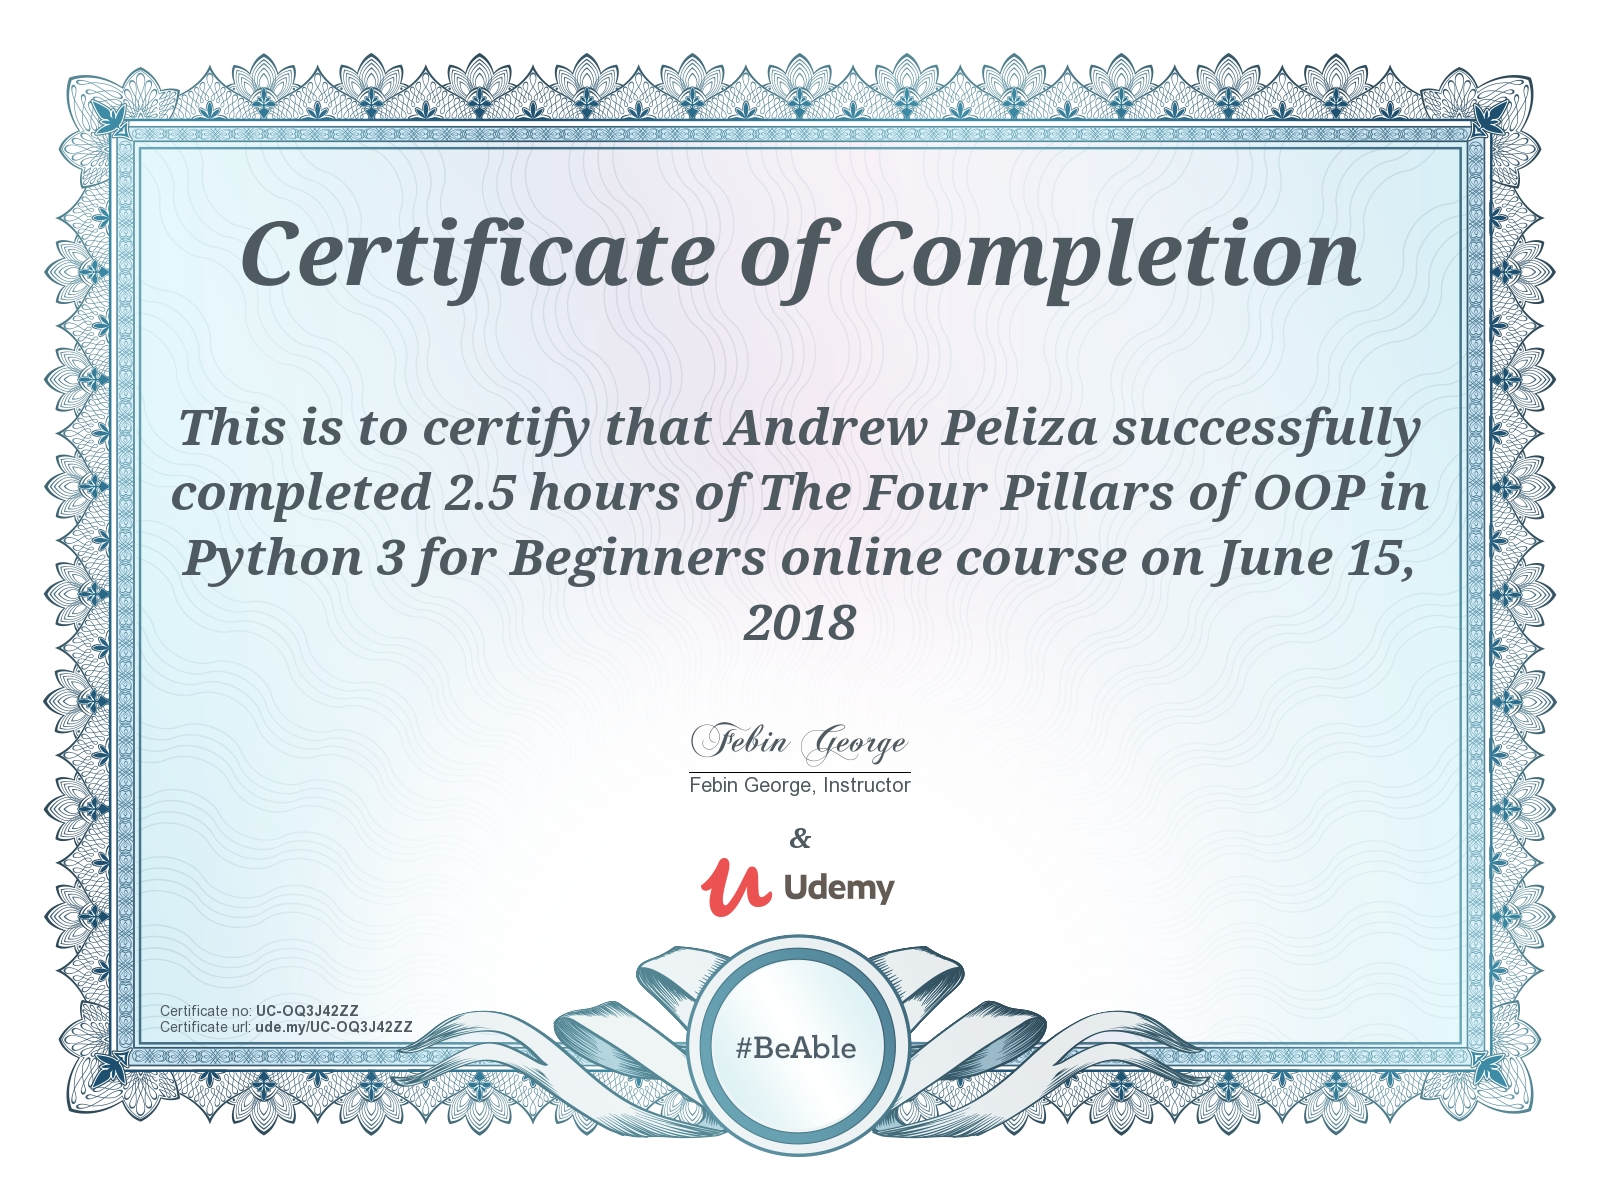 Certificate of Completion
This is to certify that Andrew Peliza successfully
completed 2.5 hours of The Four Pillars of OOP in
Python 3 for Beginners online course on June 15,
2018
Febin George
Febin George, Instructor
&
Udemy
Certificate no: UC-OQ3J42ZZ
Certificate url: ude.my/UC-OQ3J42ZZ
#BeAble